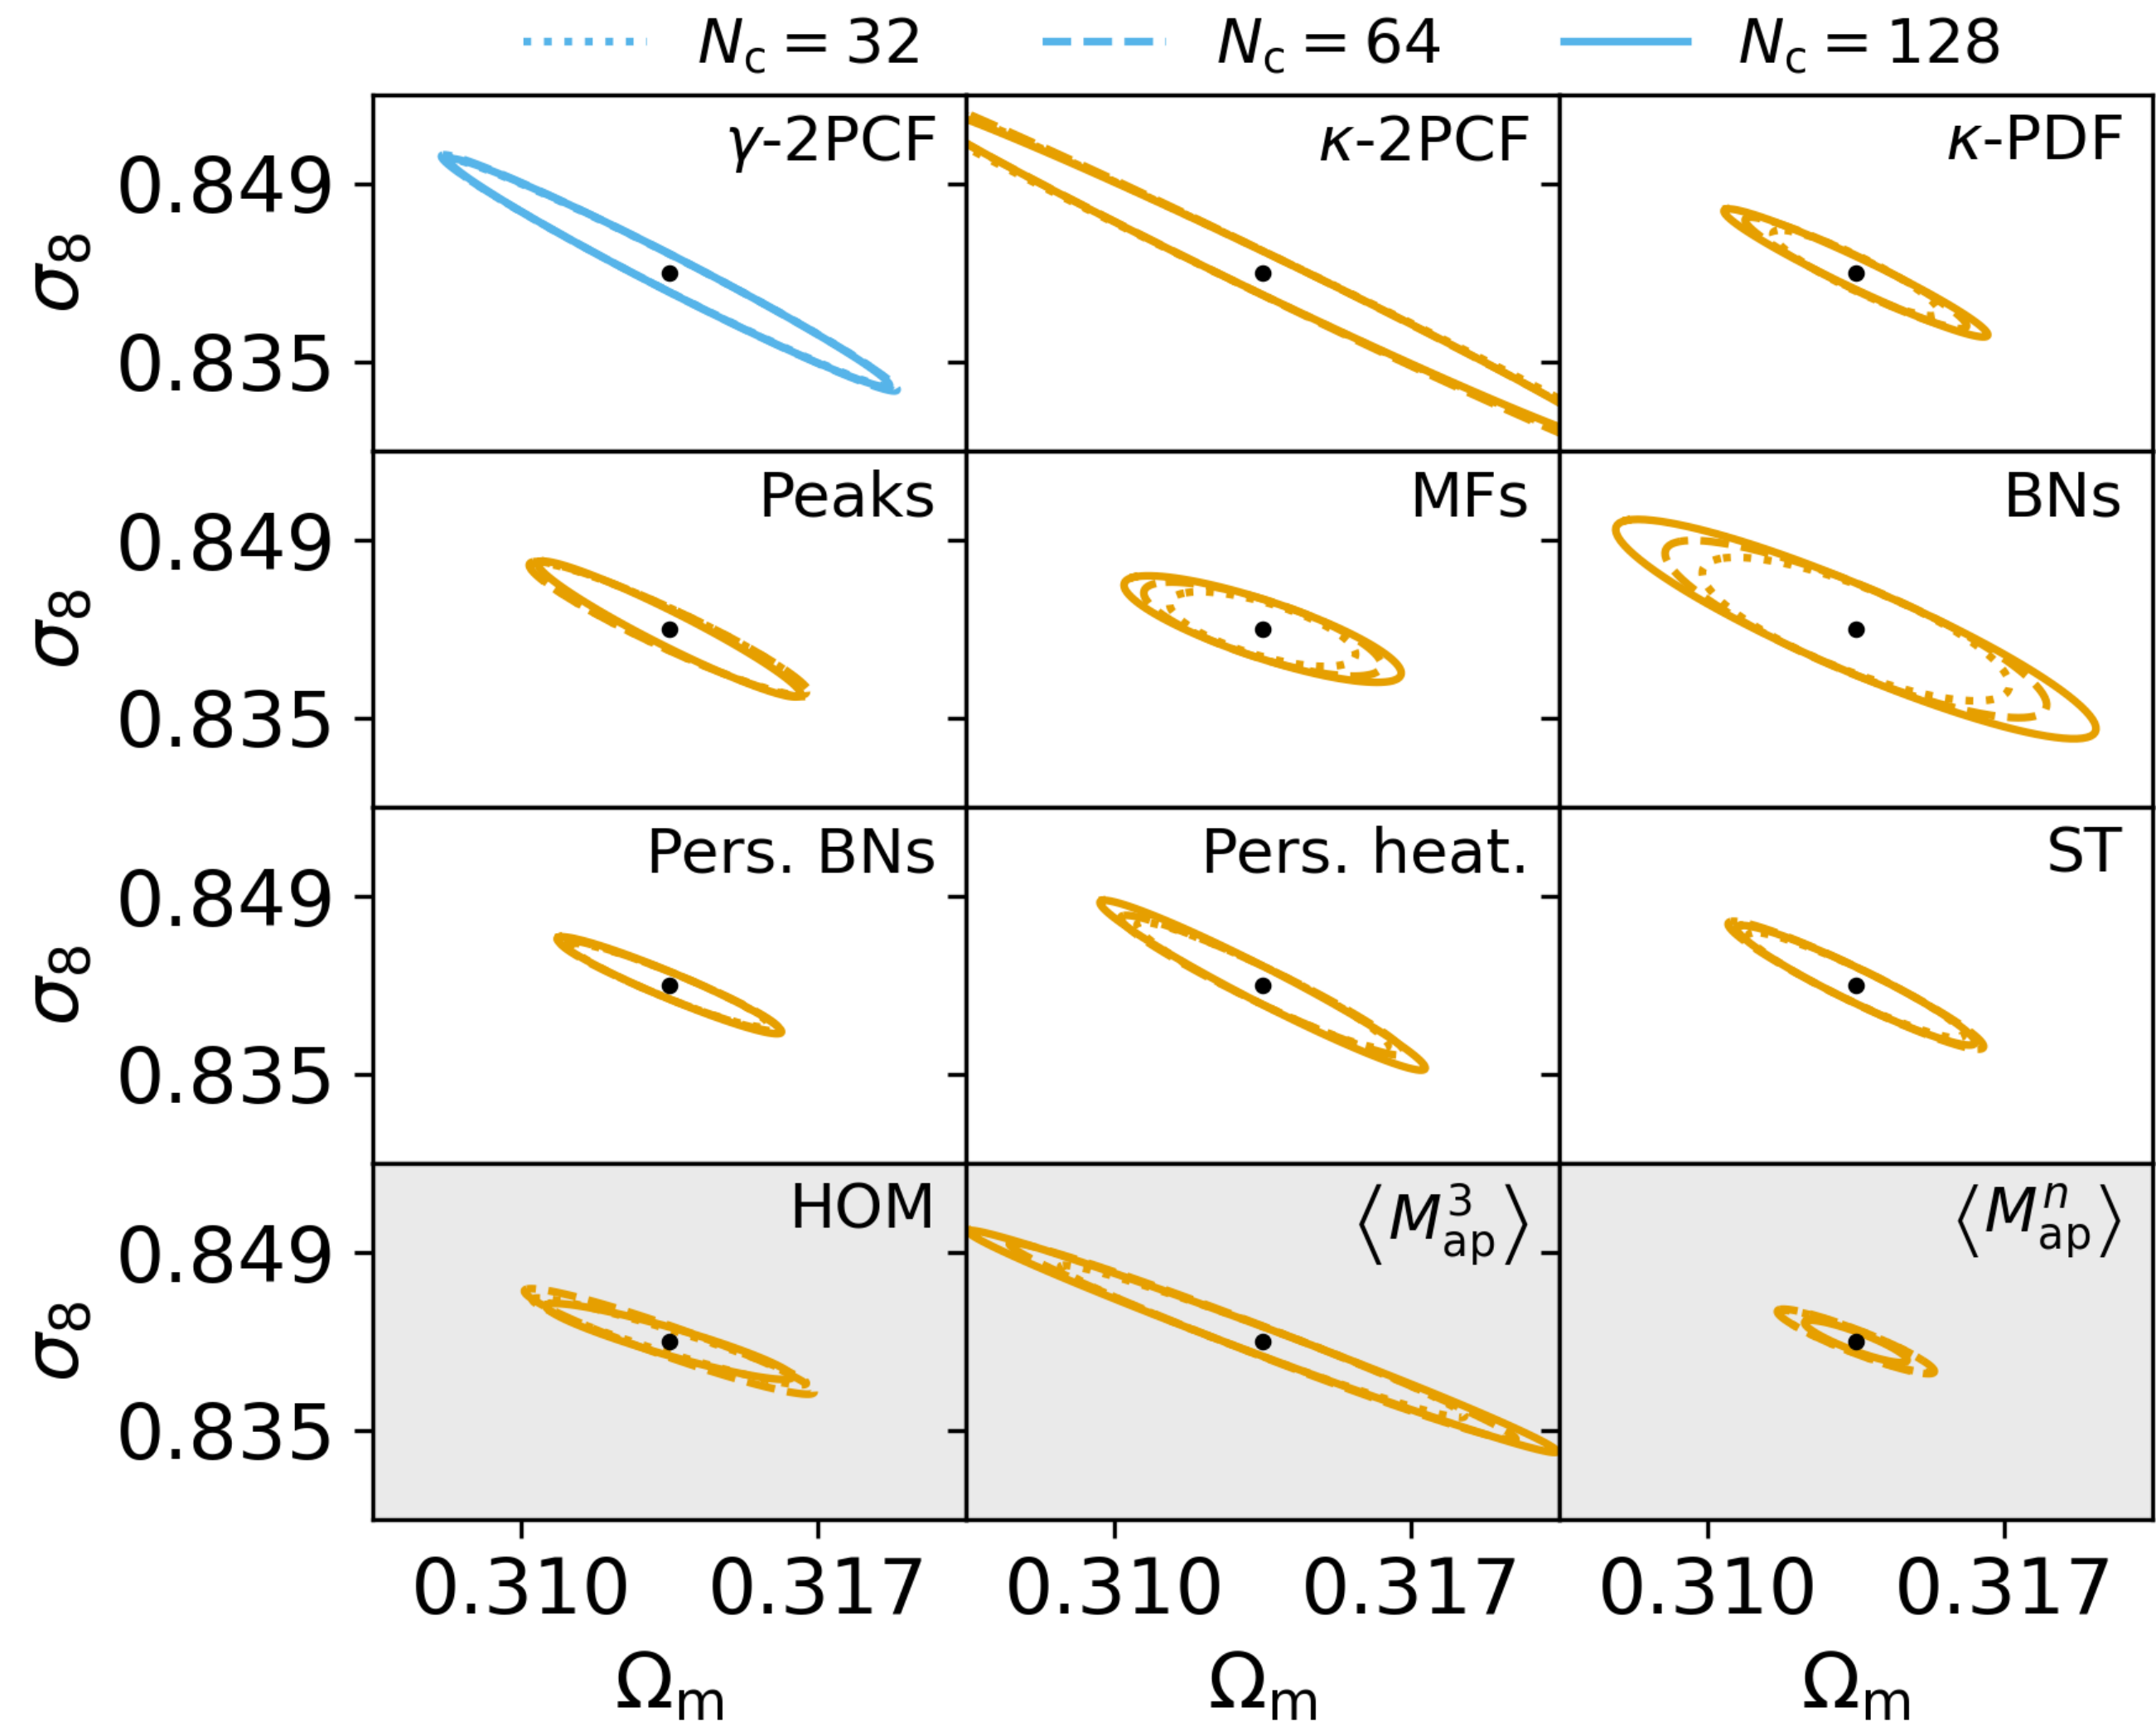 N_c = 32 N_c = 64 N_c = 128
γ-2PCF κ-2PCF κ-PDF
0.849
σ_8
0.835
Peaks MFs BNs
0.849
σ_8
0.835
Pers. BNs Pers. heat. ST
0.849
σ_8
0.835
HOM ⟨M_ap^3⟩ ⟨M_ap^n⟩
0.849
σ_8
0.835
0.310 0.317 0.310 0.317 0.310 0.317
Ω_m Ω_m Ω_m